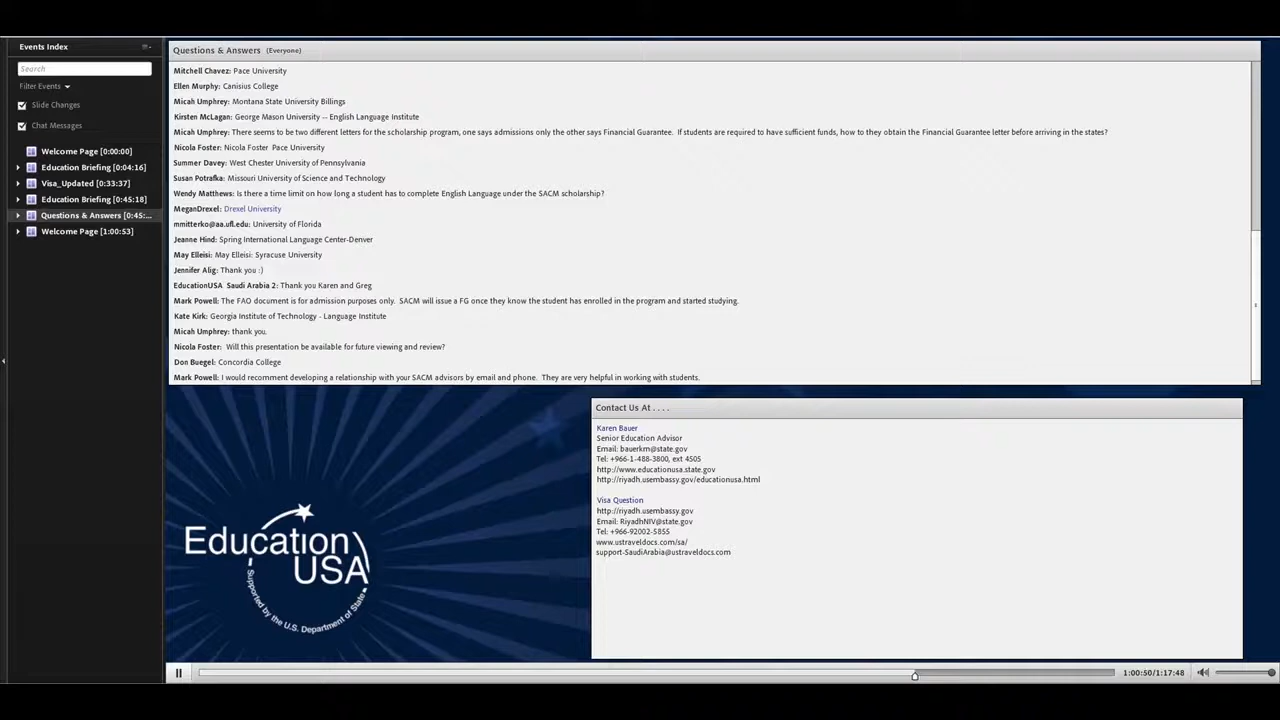 Events Index
Search
Filter Events
Slide Changes
Chat Messages
Welcome Page [0:00:00]
Education Briefing [0:04:16]
Visa_Updated [0:33:37]
Education Briefing [0:45:18]
Questions & Answers [0:45:...
Welcome Page [1:00:53]
Questions & Answers (Everyone)
Mitchell Chavez: Pace University
Ellen Murphy: Canisius College
Micah Umphrey: Montana State University Billings
Kirsten McLagan: George Mason University -- English Language Institute
Micah Umphrey: There seems to be two different letters for the scholarship program, one says admissions only the other says Financial Guarantee. If students are required to have sufficient funds, how to they obtain the Financial Guarantee letter before arriving in the states?
Nicola Foster: Nicola Foster Pace University
Summer Davey: West Chester University of Pennsylvania
Susan Potrafka: Missouri University of Science and Technology
Wendy Matthews: Is there a time limit on how long a student has to complete English Language under the SACM scholarship?
MeganDrexel: Drexel University
mmitterko@aa.ufl.edu: University of Florida
Jeanne Hind: Spring International Language Center-Denver
May Elleisi: May Elleisi: Syracuse University
Jennifer Alig: Thank you :)
EducationUSA Saudi Arabia 2: Thank you Karen and Greg
Mark Powell: The FAO document is for admission purposes only. SACM will issue a FG once they know the student has enrolled in the program and started studying.
Kate Kirk: Georgia Institute of Technology - Language Institute
Micah Umphrey: thank you.
Nicola Foster: Will this presentation be available for future viewing and review?
Don Buegel: Concordia College
Mark Powell: I would recomment developing a relationship with your SACM advisors by email and phone. They are very helpful in working with students.
Contact Us At . . . .
Karen Bauer
Senior Education Advisor
Email: bauerkm@state.gov
Tel: +966-1-488-3800, ext 4505
http://www.educationusa.state.gov
http://riyadh.usembassy.gov/educationusa.html
Visa Question
http://riyadh.usembassy.gov
Email: RiyadhNIV@state.gov
Tel: +966-92002-5855
www.ustraveldocs.com/sa/
support-SaudiArabia@ustraveldocs.com
Education
USA
Supported by the U.S. Department of State
1:00:50/1:17:48